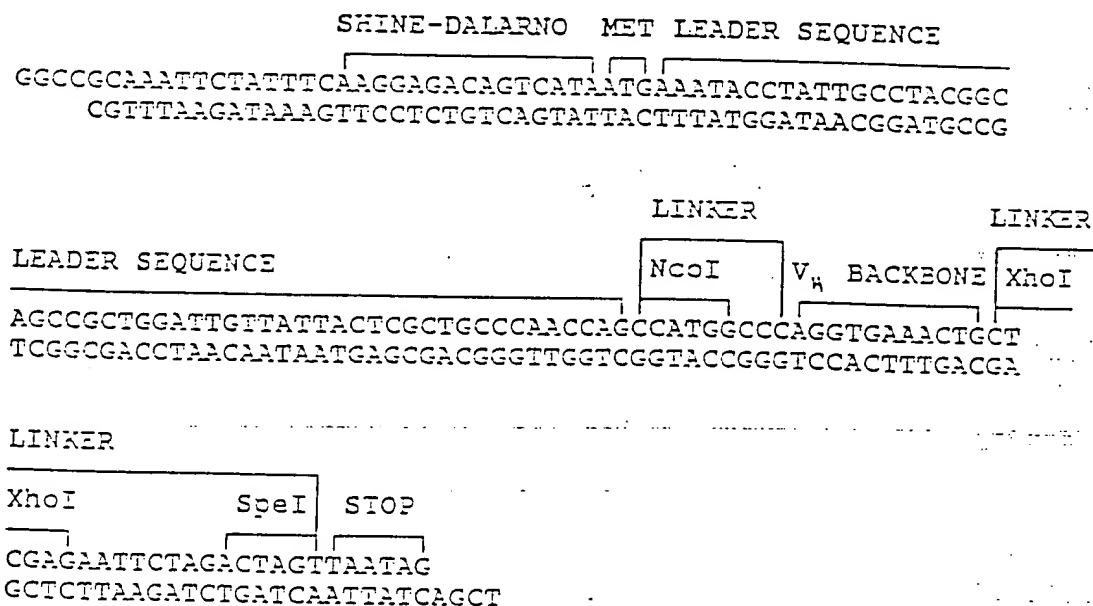 SHINE-DALARNO MET LEADER SEQUENCE
GGCCGCAAATTCTATTTCAAGGAGACAGTCATAATGAAATACCTATTGCCTACGGC
CGTTTAAGATAAAGTTCCTCTGTCAGTATTACTTTATGGATAACGGATGCCG
LINKER LINKER
LEADER SEQUENCE NcoI VH BACKBONE XhoI
AGCCGCTGGATTGTTATTACTCGCTGCCCAACCAGCCATGGCCCAGGTGAAACTGCT
TCGGCGACCTAACAATAATGAGCGACGGGTTGGTCGGTACCGGGTCCACTTTGACGA
LINKER
XhoI SpeI STOP
CGAGAATTCTAGACTAGTTAATAG
GCTCTTAAGATCTGATCAATTATCAGCT